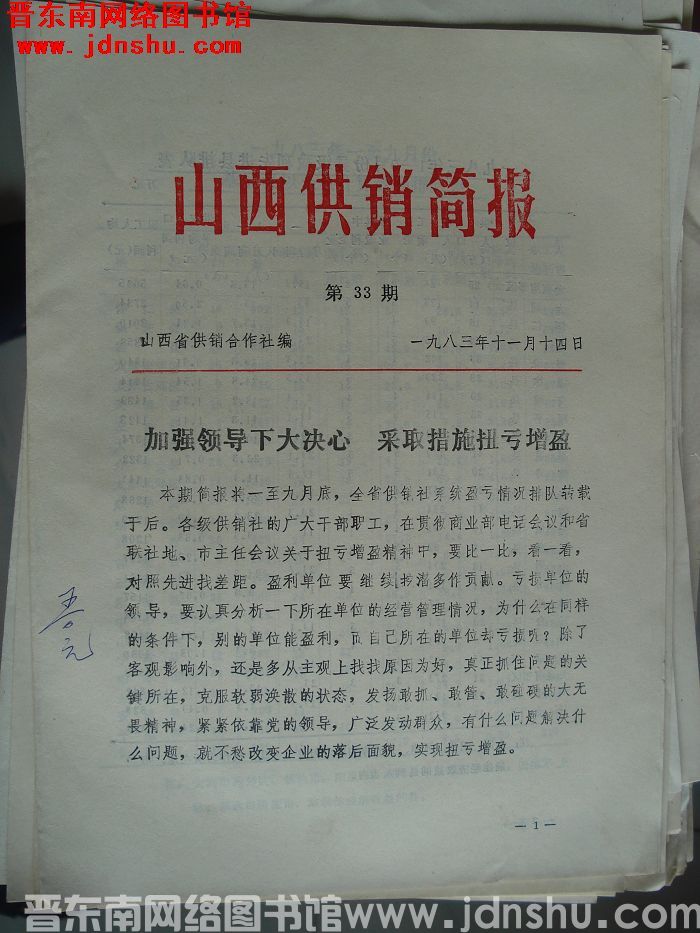 晋东南网络图书馆
www.jdnshu.com
山西供销简报
第 33 期
山西省供销合作社编 一九八三年十一月十四日
加强领导下大决心 采取措施扭亏增盈
本期简报将一至九月底，全省供销社系统盈亏情况排队转载
于后。各级供销社的广大干部职工，在贯彻商业部电话会议和省
联社地、市主任会议关于扭亏增盈精神中，要比一比，看一看，
对照先进找差距。盈利单位要继续挖潜多作贡献。亏损单位的
领导，要认真分析一下所在单位的经营管理情况，为什么在同样
的条件下，别的单位能盈利，而自己所在的单位去亏损呢？除了
客观影响外，还是多从主观上找找原因为好，真正抓住问题的关
键所在，克服软弱涣散的状态，发扬敢抓、敢管、敢碰硬的大无
畏精神，紧紧依靠党的领导，广泛发动群众，有什么问题解决什
么问题，就不愁改变企业的落后面貌，实现扭亏增盈。
— 1 —
晋东南网络图书馆 www.jdnshu.com